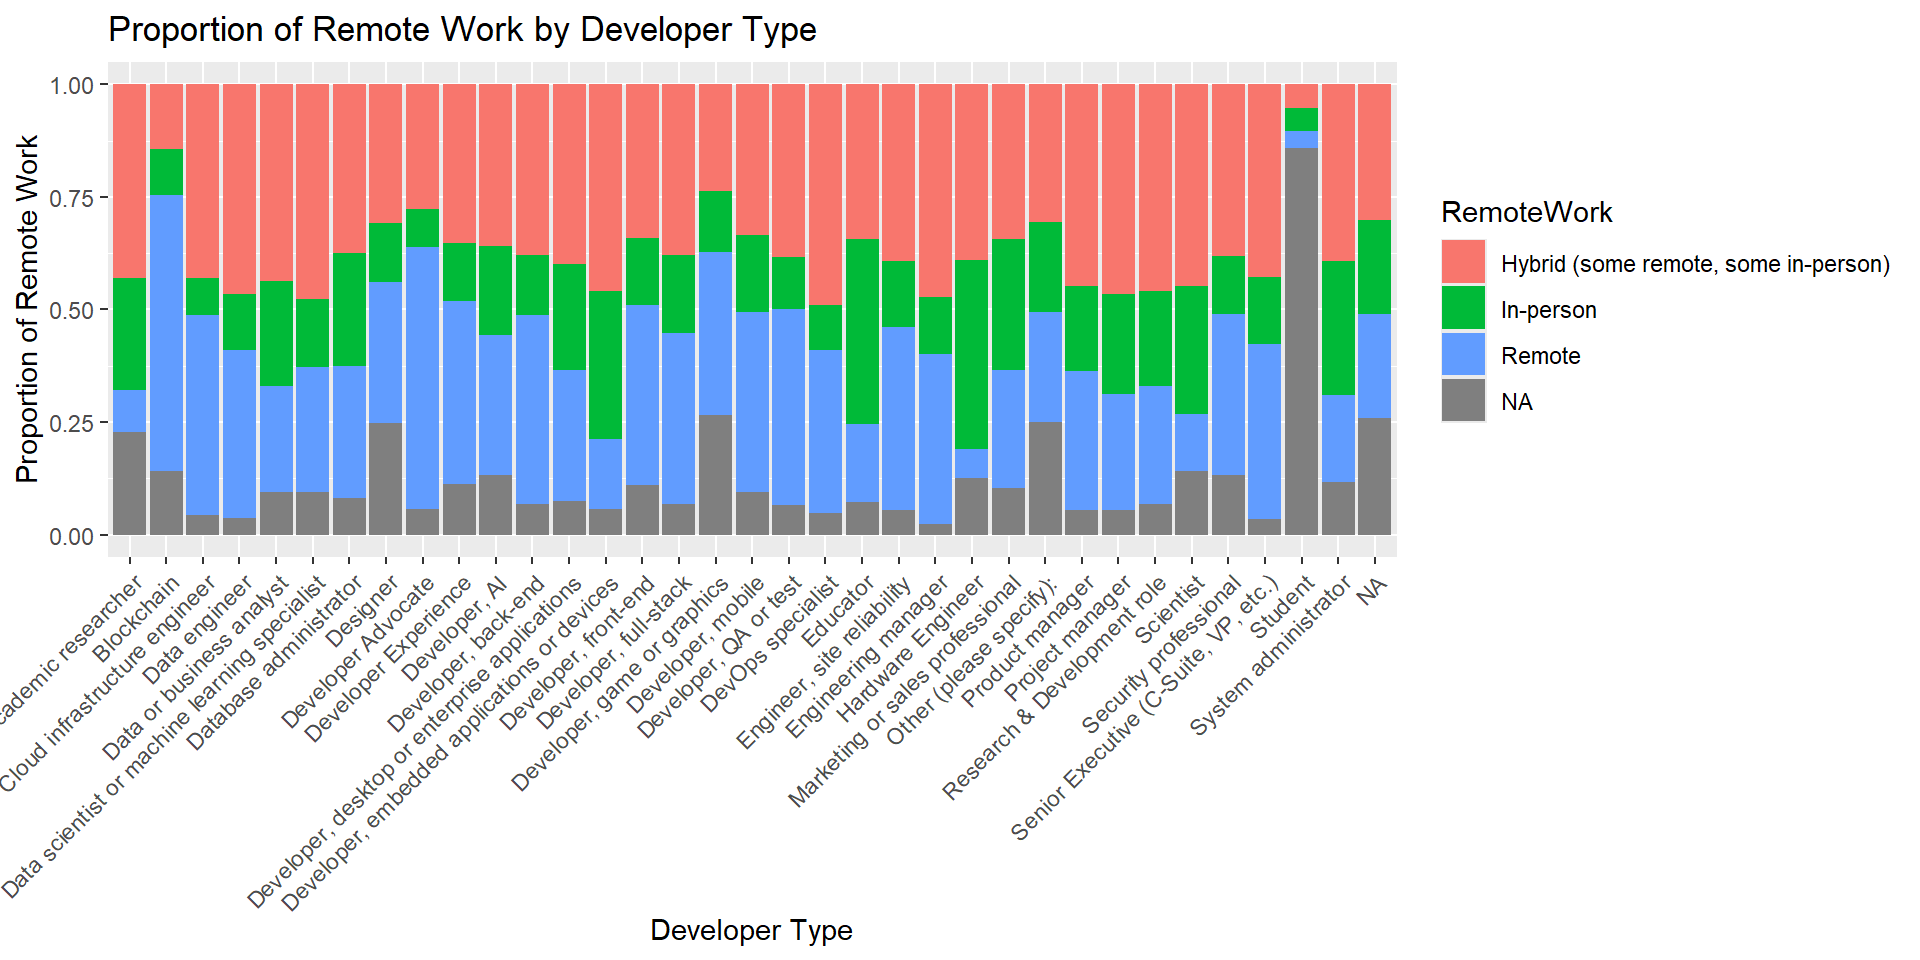 Proportion of Remote Work by Developer Type
Proportion of Remote Work
1.00
0.75
0.50
0.25
0.00
researcher
Blockchain
Cloud infrastructure engineer
Data engineer
Data or business analyst
Data scientist or machine learning specialist
Database administrator
Designer
Developer Advocate
Developer Experience
Developer, AI
Developer, back-end
Developer, desktop or enterprise applications
Developer, embedded applications or devices
Developer, front-end
Developer, full-stack
Developer, game or graphics
Developer, mobile
Developer, QA or test
DevOps specialist
Educator
Engineer, site reliability
Engineering manager
Hardware Engineer
Marketing or sales professional
Other (please specify):
Product manager
Project manager
Research & Development role
Scientist
Security professional
Senior Executive (C-Suite, VP, etc.)
Student
System administrator
NA
Developer Type
RemoteWork
Hybrid (some remote, some in-person)
In-person
Remote
NA